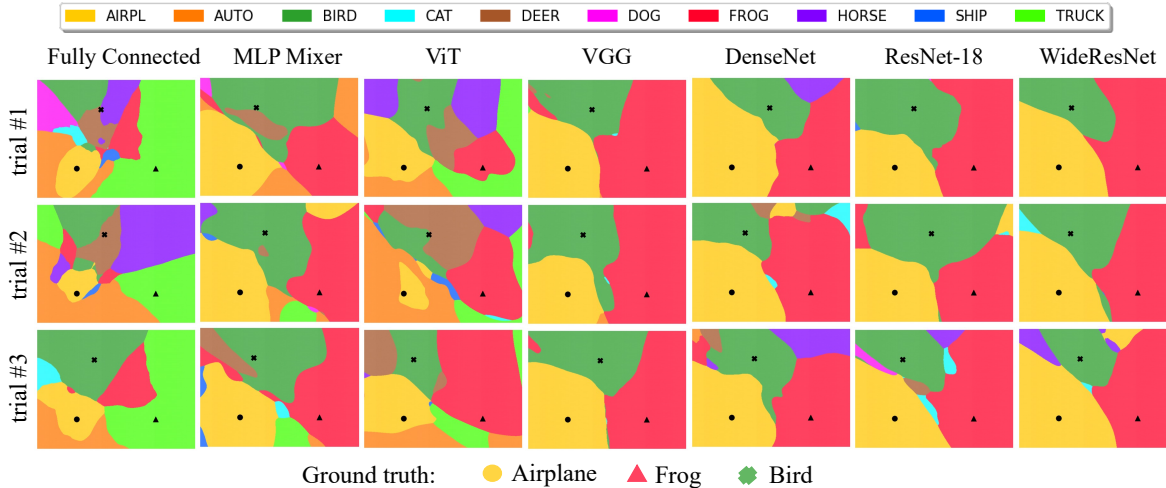 AIRPL AUTO BIRD CAT DEER DOG FROG HORSE SHIP TRUCK
Fully Connected MLP Mixer ViT VGG DenseNet ResNet-18 WideResNet
trial #1
trial #2
trial #3
Ground truth: Airplane Frog Bird